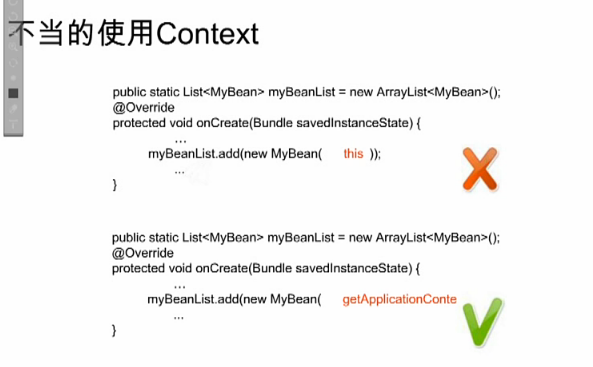 不当的使用Context
public static List<MyBean> myBeanList = new ArrayList<MyBean>();
@Override
protected void onCreate(Bundle savedInstanceState) {
...
myBeanList.add(new MyBean( this ));
...
}
public static List<MyBean> myBeanList = new ArrayList<MyBean>();
@Override
protected void onCreate(Bundle savedInstanceState) {
...
myBeanList.add(new MyBean( getApplicationConte
...
}